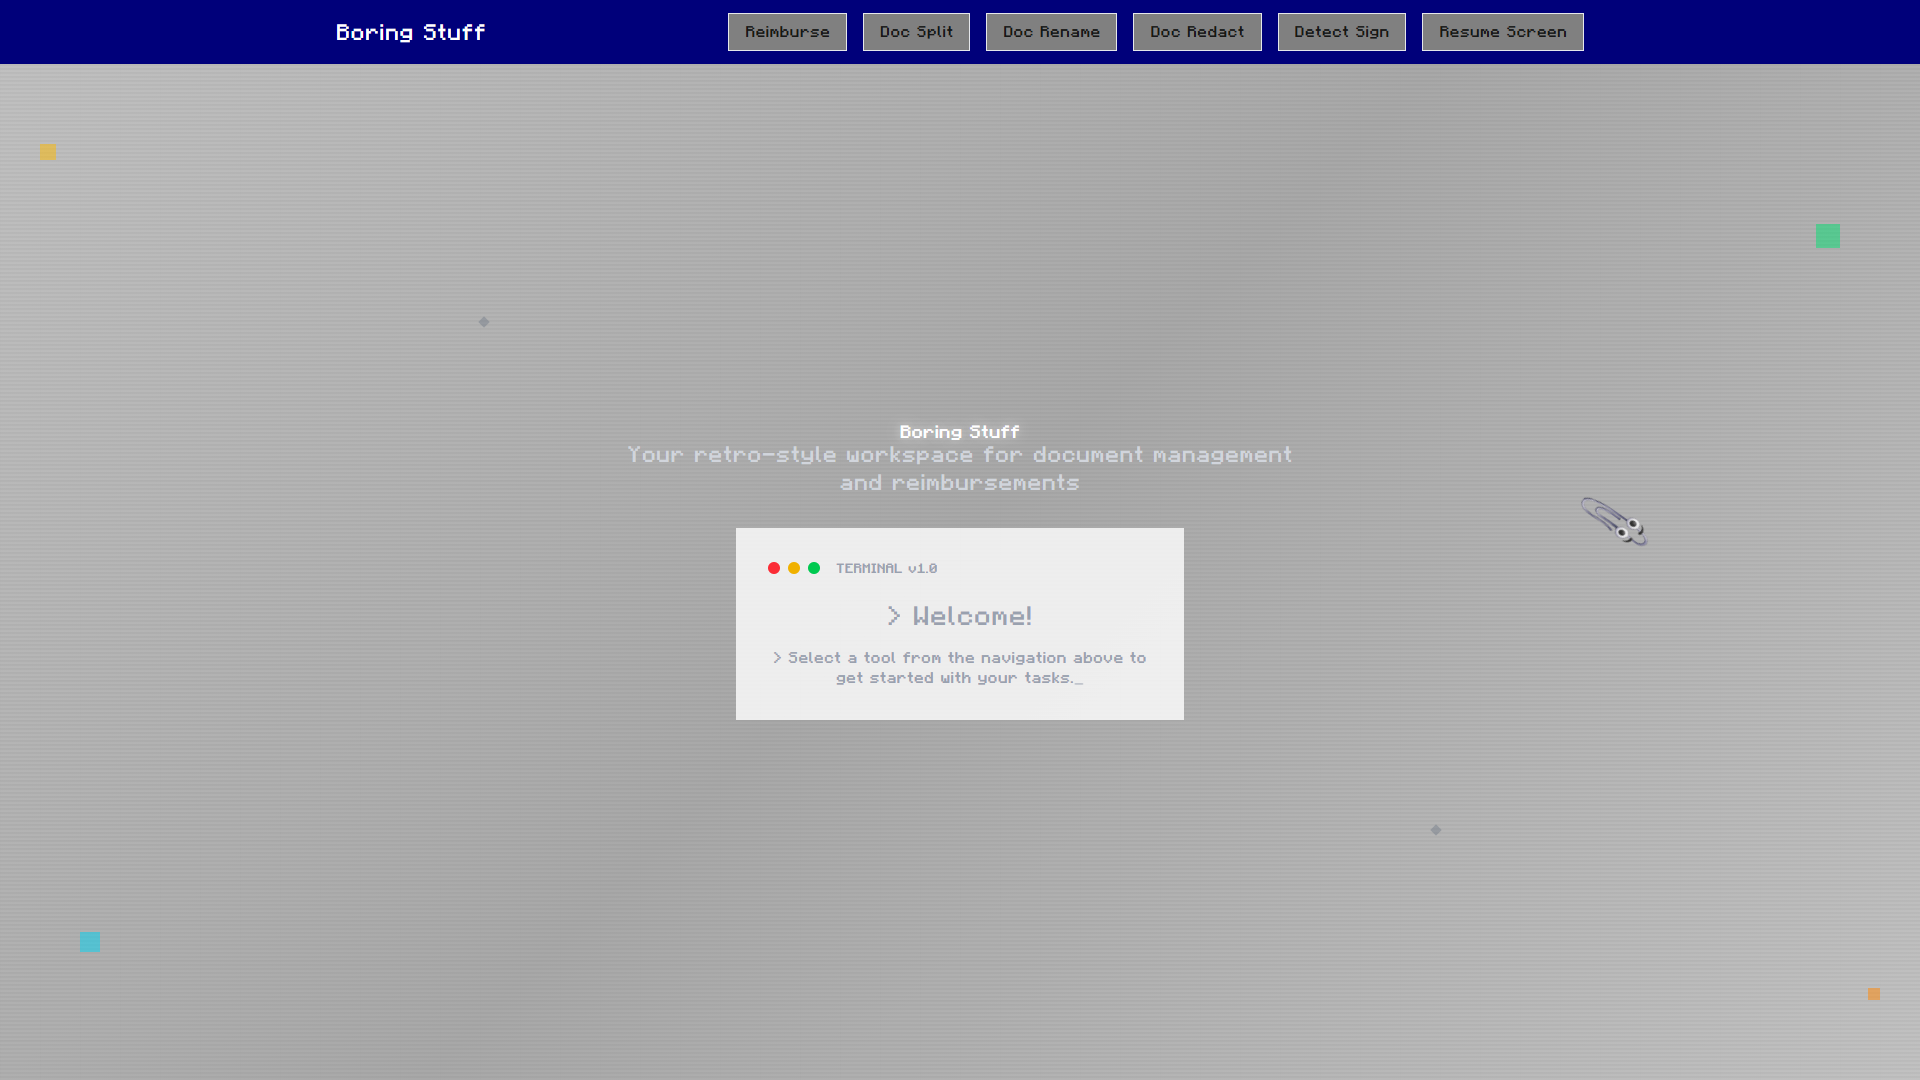 Boring Stuff
Reimburse
Doc Split
Doc Rename
Doc Redact
Detect Sign
Resume Screen
Boring Stuff
Your retro-style workspace for document management
and reimbursements
TERMINAL v1.0
> Welcome!
> Select a tool from the navigation above to
get started with your tasks._